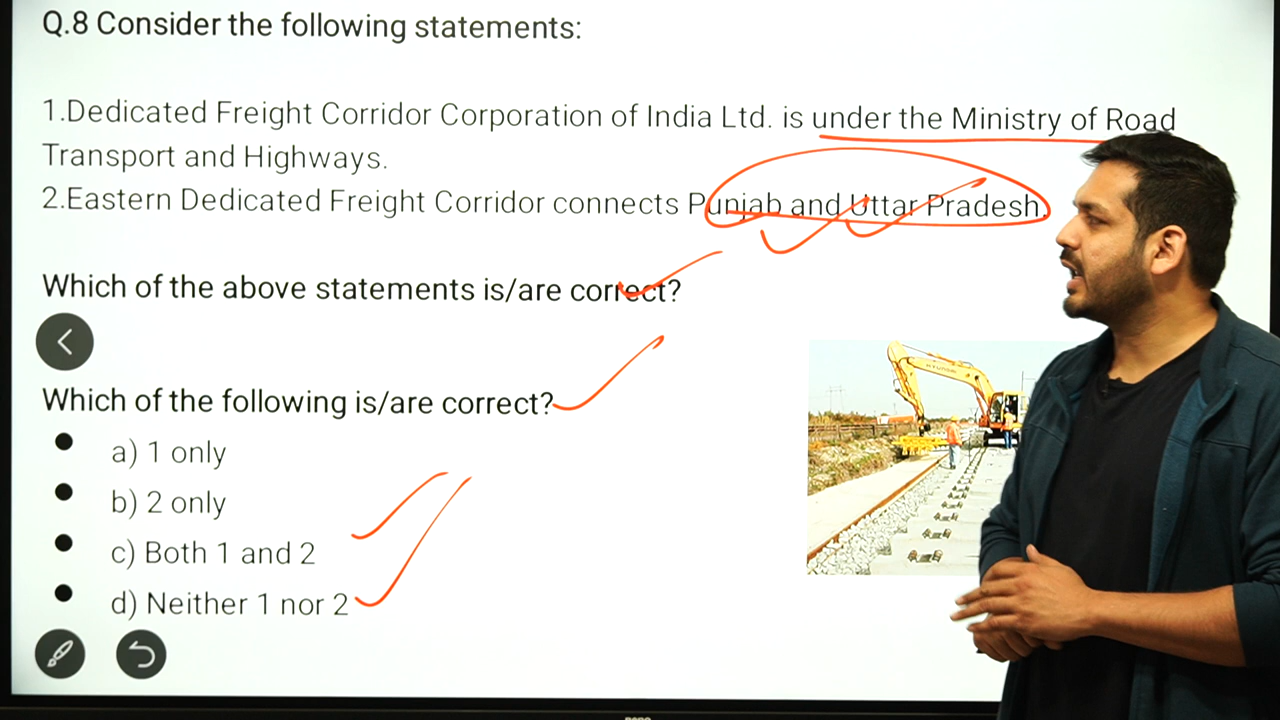 Q.8 Consider the following statements:
1.Dedicated Freight Corridor Corporation of India Ltd. is under the Ministry of Road
Transport and Highways.
2.Eastern Dedicated Freight Corridor connects Punjab and Uttar Pradesh.
Which of the above statements is/are correct?
Which of the following is/are correct?
a) 1 only
b) 2 only
c) Both 1 and 2
d) Neither 1 nor 2